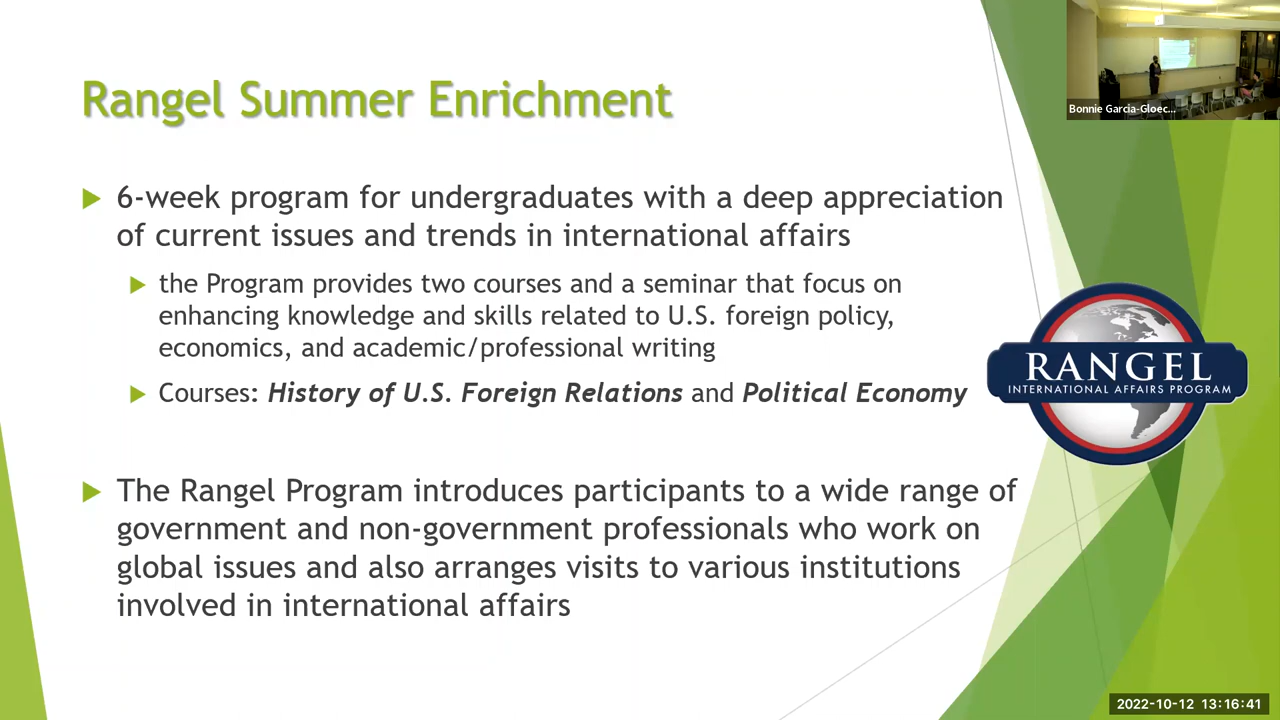 Rangel Summer Enrichment
6-week program for undergraduates with a deep appreciation
of current issues and trends in international affairs
the Program provides two courses and a seminar that focus on
enhancing knowledge and skills related to U.S. foreign policy,
economics, and academic/professional writing
Courses: History of U.S. Foreign Relations and Political Economy
The Rangel Program introduces participants to a wide range of
government and non-government professionals who work on
global issues and also arranges visits to various institutions
involved in international affairs
RANGEL
INTERNATIONAL AFFAIRS PROGRAM
Bonnie Garcia-Gloec...
2022-10-12 13:16:41